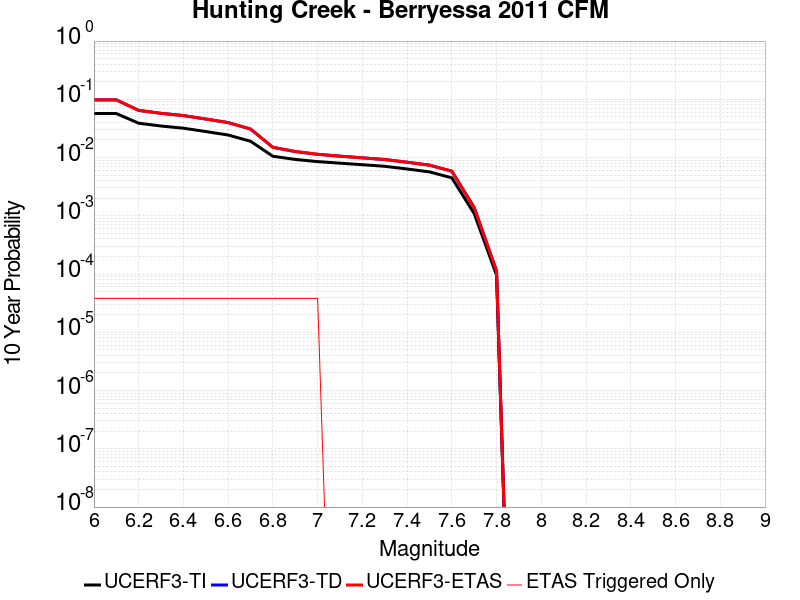 Hunting Creek - Berryessa 2011 CFM
10 0
10 -1
10 -2
10 -3
10 -4
10 -5
10 -6
10 -7
10 -8
10 Year Probability
6 6.2 6.4 6.6 6.8 7 7.2 7.4 7.6 7.8 8 8.2 8.4 8.6 8.8 9
Magnitude
UCERF3-TI UCERF3-TD UCERF3-ETAS ETAS Triggered Only